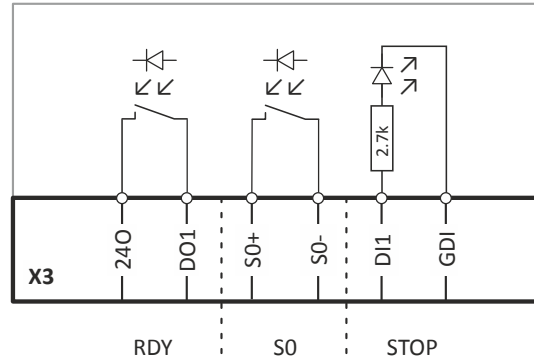 2.7k
24O
DO1
S0+
S0-
DI1
GDI
X3
RDY
S0
STOP